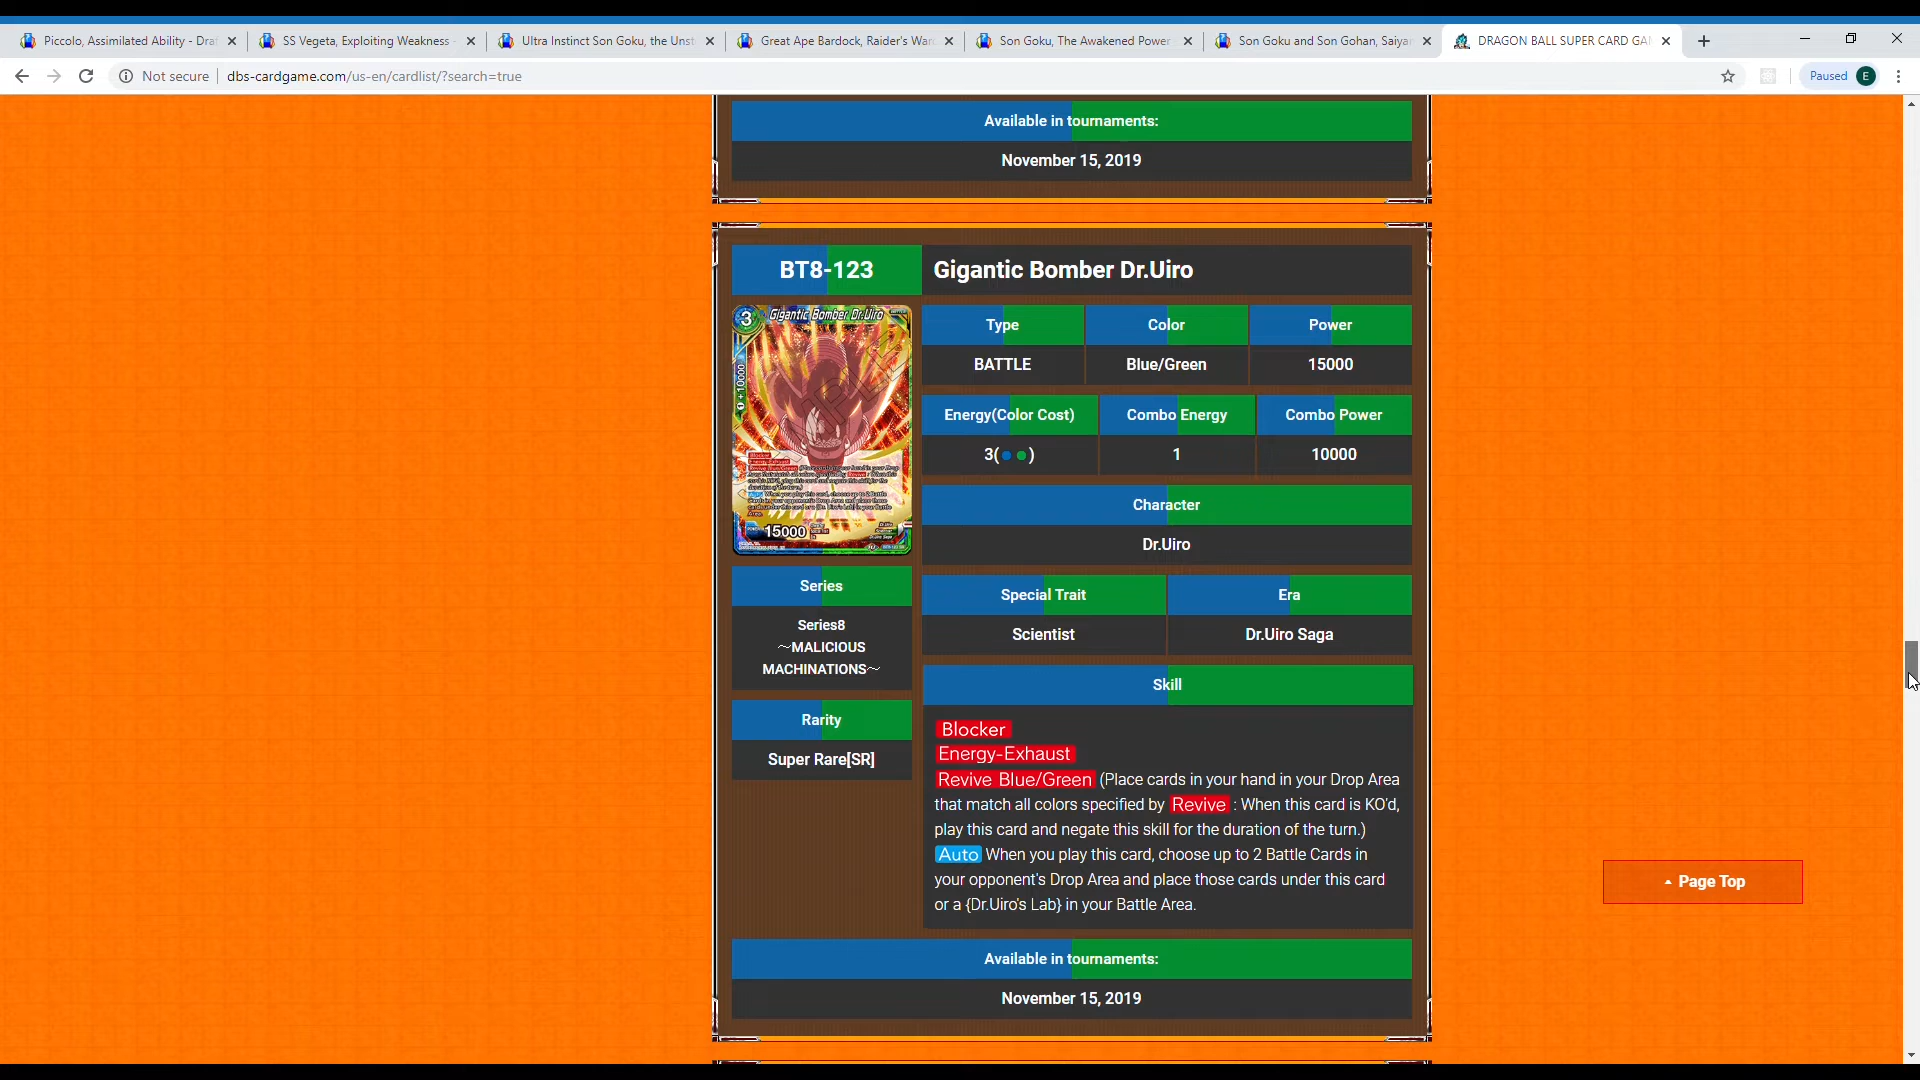 Piccolo, Assimilated Ability - Dra
SS Vegeta, Exploiting Weakness -
Ultra Instinct Son Goku, the Unst
Great Ape Bardock, Raider's War
Son Goku, The Awakened Power
Son Goku and Son Gohan, Saiya
DRAGON BALL SUPER CARD GA
Not secure
dbs-cardgame.com/us-en/cardlist/?search=true
Paused
E
Available in tournaments:
November 15, 2019
BT8-123
Gigantic Bomber Dr.Uiro
3
Gigantic Bomber Dr.Uiro
+10000
15000
Type
Color
Power
BATTLE
Blue/Green
15000
Energy(Color Cost)
Combo Energy
Combo Power
3( )
1
10000
Character
Dr.Uiro
Series
Series8
～MALICIOUS
MACHINATIONS～
Special Trait
Era
Scientist
Dr.Uiro Saga
Rarity
Super Rare[SR]
Skill
Blocker
Energy-Exhaust
Revive Blue/Green (Place cards in your hand in your Drop Area
that match all colors specified by Revive : When this card is KO'd,
play this card and negate this skill for the duration of the turn.)
Auto When you play this card, choose up to 2 Battle Cards in
your opponent's Drop Area and place those cards under this card
or a {Dr.Uiro's Lab} in your Battle Area.
Page Top
Available in tournaments:
November 15, 2019